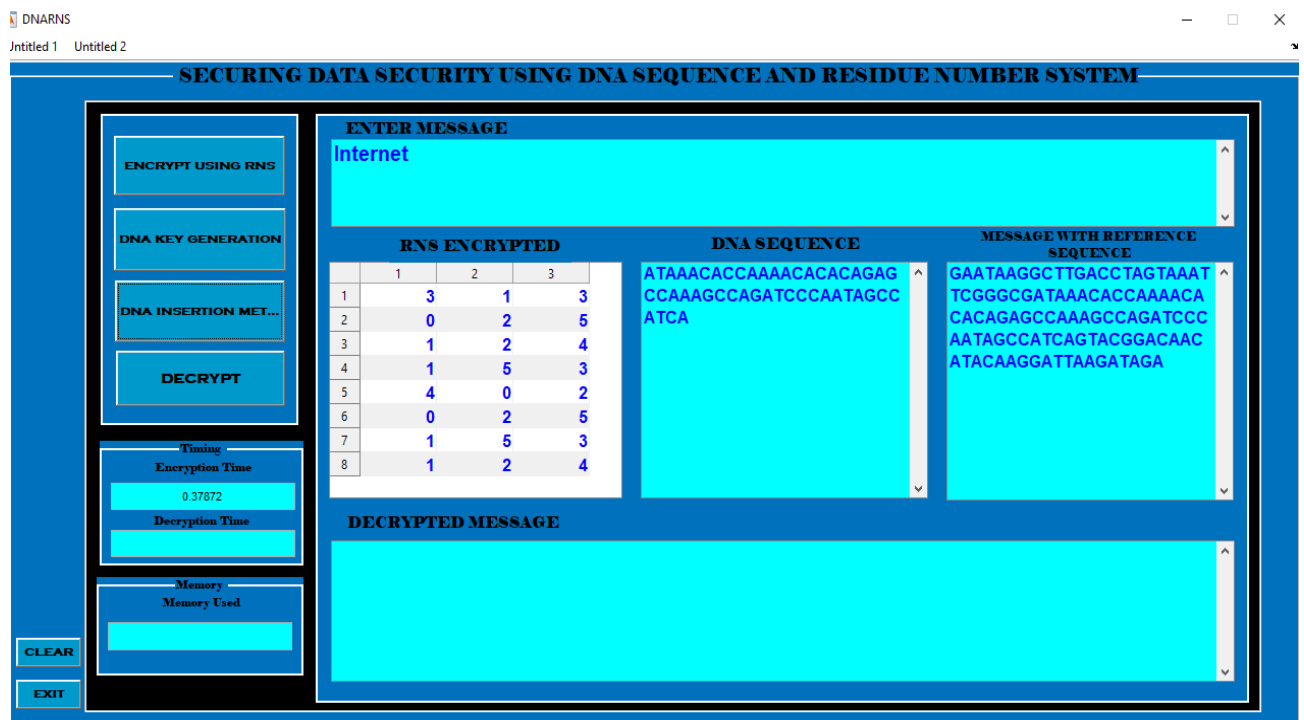 DNARNS
Untitled 1 Untitled 2
SECURING DATA SECURITY USING DNA SEQUENCE AND RESIDUE NUMBER SYSTEM
ENCRYPT USING RNS
DNA KEY GENERATION
DNA INSERTION MET...
DECRYPT
Timing
Encryption Time
0.37872
Decryption Time
Memory
Memory Used
CLEAR
EXIT
ENTER MESSAGE
Internet
RNS ENCRYPTED
1 2 3
1 3 1 3
2 0 2 5
3 1 2 4
4 1 5 3
5 4 0 2
6 0 2 5
7 1 5 3
8 1 2 4
DNA SEQUENCE
ATAAACACCAAAACACACAGAG
CCAAAGCCAGATCCCAATAGCC
ATCA
MESSAGE WITH REFERENCE
SEQUENCE
GAATAAGGCTTGACCTAGTAAAT
TCGGGCGATAAACACCAAAACA
CACAGAGCCAAAGCCAGATCCC
AATAGCCATCAGTACGGACAAC
ATACAAGGATTAAGATAGA
DECRYPTED MESSAGE